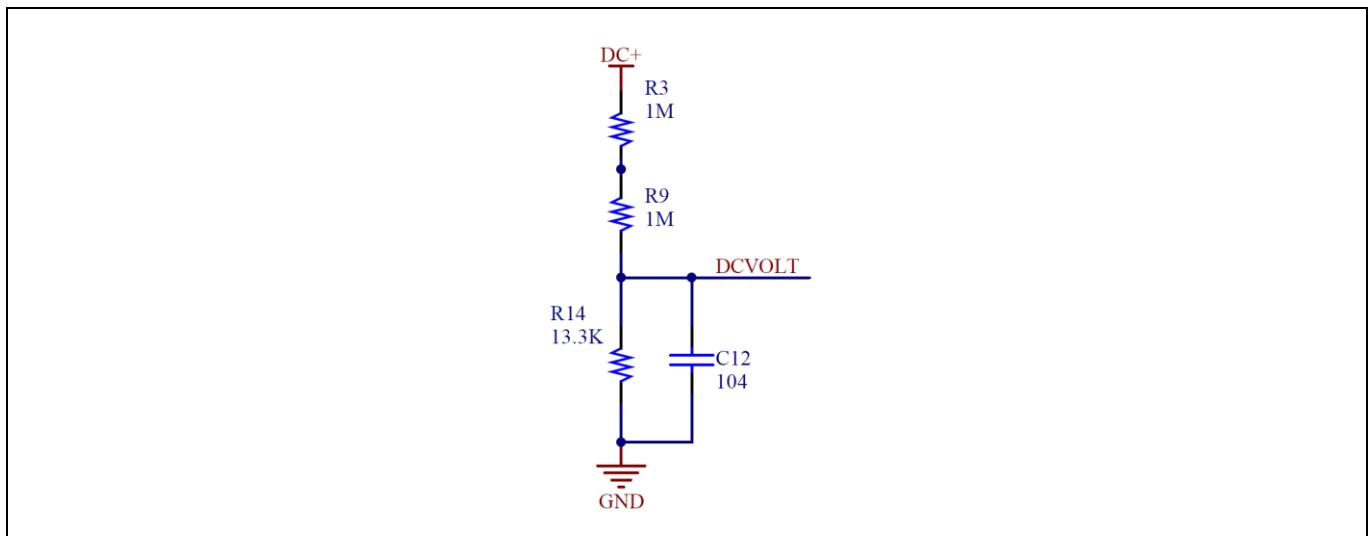 DC+
R3
1M
R9
1M
DCVOLT
R14
13.3K
C12
104
GND